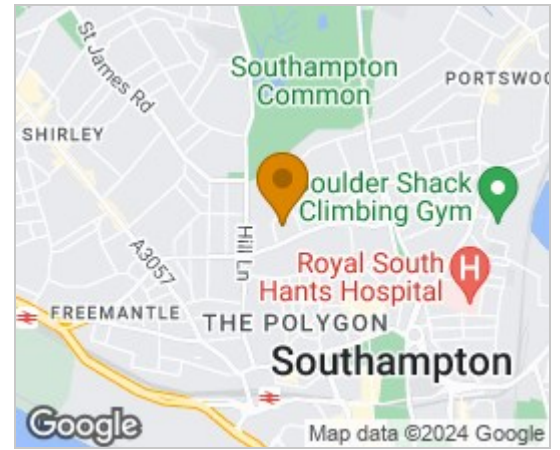 St James Rd
Southampton
Common
PORTSWO
SHIRLEY
oulder Shack
Climbing Gym
Hill Ln
A3057
Royal South
Hants Hospital
H
FREEMANTLE
THE POLYGON
Southampton
Google
Map data ©2024 Google